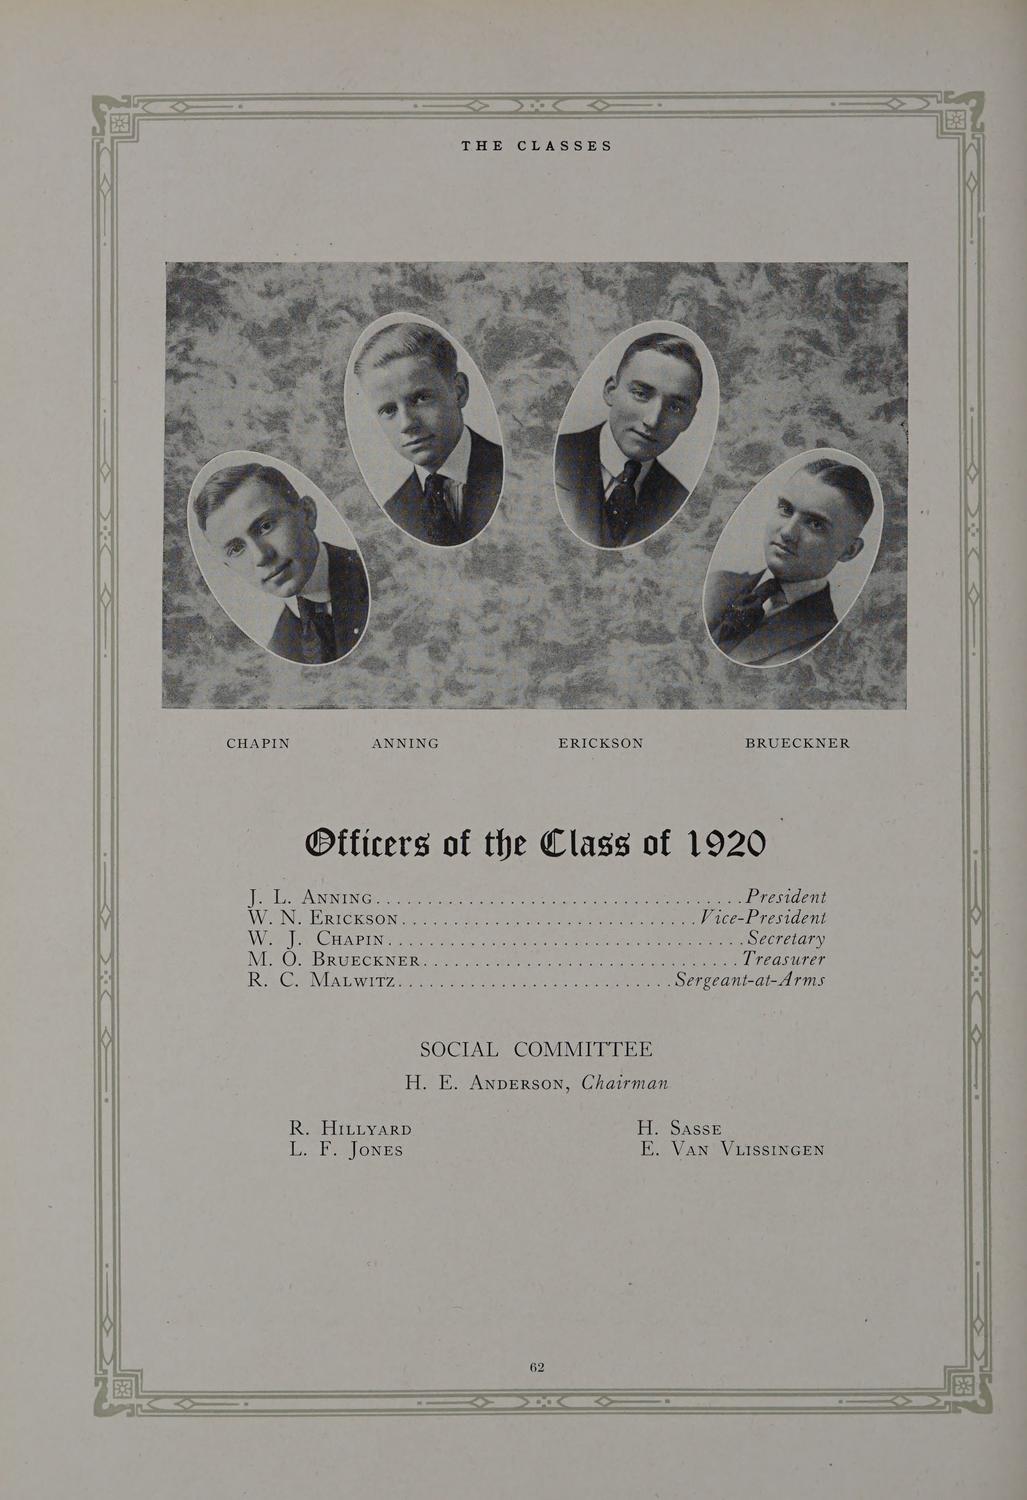 THE CLASSES
CHAPIN ANNING ERICKSON BRUECKNER
Officers of the Class of 1920
J. L. ANNING....................................President
W. N. ERICKSON.............................Vice-President
W. J. CHAPIN...................................Secretary
M. O. BRUECKNER...............................Treasurer
R. C. MALWITZ...........................Sergeant-at-Arms
SOCIAL COMMITTEE
H. E. ANDERSON, Chairman
R. HILLYARD H. SASSE
L. F. JONES E. VAN VLISSINGEN
62